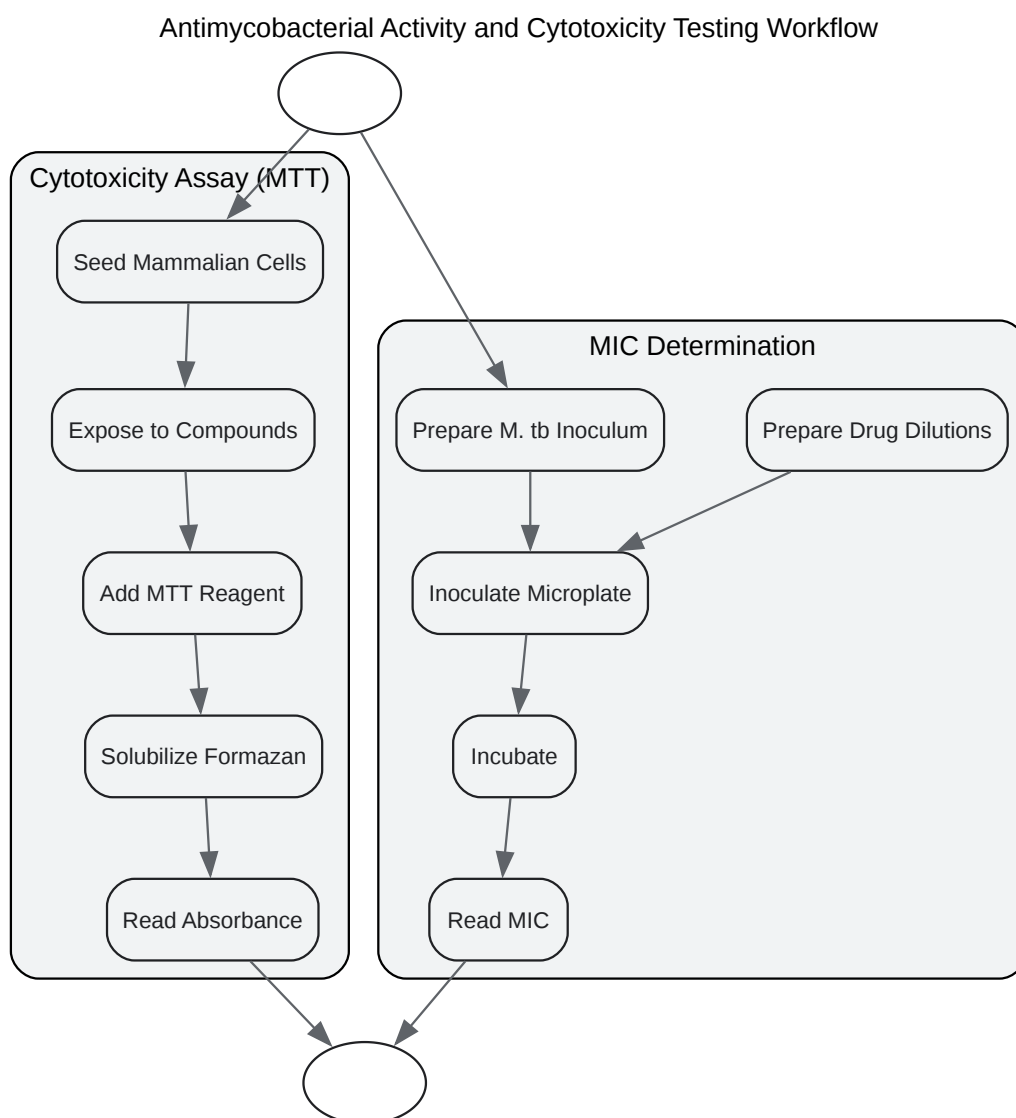 Antimycobacterial Activity and Cytotoxicity Testing Workflow
Cytotoxicity Assay (MTT)
Seed Mammalian Cells
Expose to Compounds
Add MTT Reagent
Solubilize Formazan
Read Absorbance
MIC Determination
Prepare M. tb Inoculum
Prepare Drug Dilutions
Inoculate Microplate
Incubate
Read MIC